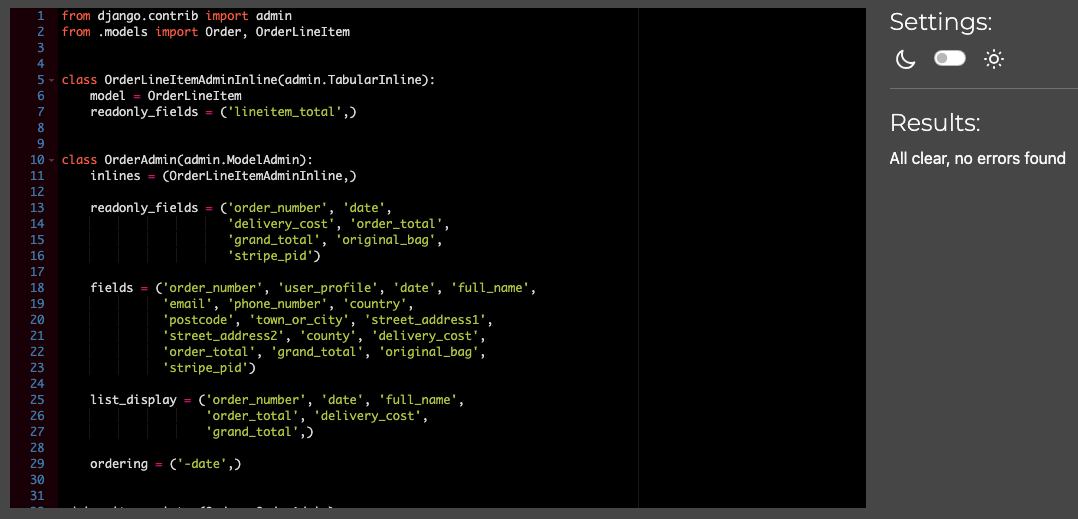 1 from django.contrib import admin
2 from .models import Order, OrderLineItem
3
4
5 class OrderLineItemAdminInline(admin.TabularInline):
6     model = OrderLineItem
7     readonly_fields = ('lineitem_total',)
8
9
10 class OrderAdmin(admin.ModelAdmin):
11     inlines = (OrderLineItemAdminInline,)
12
13     readonly_fields = ('order_number', 'date',
14                        'delivery_cost', 'order_total',
15                        'grand_total', 'original_bag',
16                        'stripe_pid')
17
18     fields = ('order_number', 'user_profile', 'date', 'full_name',
19               'email', 'phone_number', 'country',
20               'postcode', 'town_or_city', 'street_address1',
21               'street_address2', 'county', 'delivery_cost',
22               'order_total', 'grand_total', 'original_bag',
23               'stripe_pid')
24
25     list_display = ('order_number', 'date', 'full_name',
26                     'order_total', 'delivery_cost',
27                     'grand_total',)
28
29     ordering = ('-date',)
30
31
Settings:
Results:
All clear, no errors found